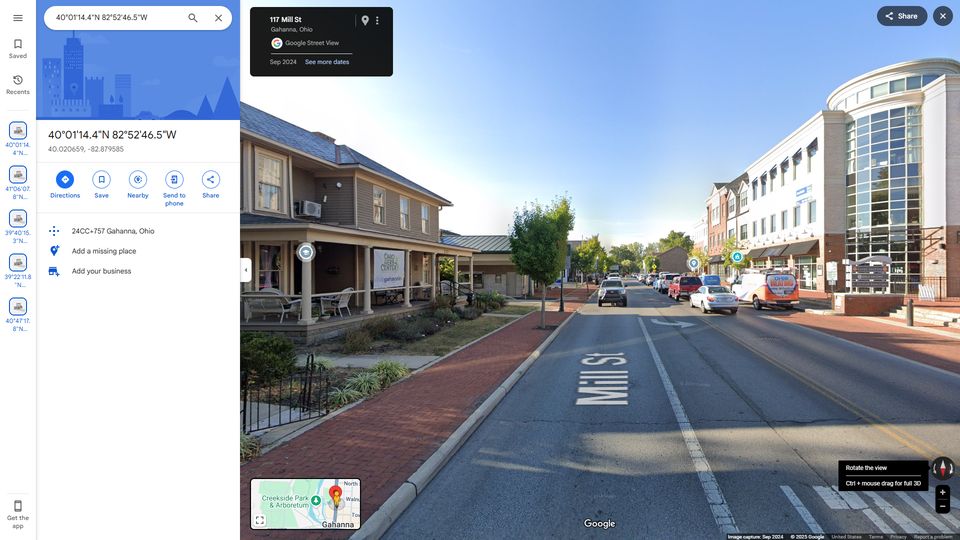 40°01'14.4"N 82°52'46.5"W
Saved
Recents
40°01'14.
4"N...
41°06'07.
8"N...
39°40'15.
3"N...
39°22'11.8
"N...
40°47'17.
8"N...
Get the
app
40°01'14.4"N 82°52'46.5"W
40.020659, -82.879585
Directions
Save
Nearby
Send to
phone
Share
24CC+757 Gahanna, Ohio
Add a missing place
Add your business
117 Mill St
Gahanna, Ohio
Google Street View
Sep 2024
See more dates
Share
OHIO
HERB
CENTER
Mill St
Rotate the view
Ctrl + mouse drag for full 3D
Creekside Park
& Arboretum
North
Gahanna
Google
Image capture: Sep 2024
© 2025 Google
United States
Terms
Privacy
Report a problem